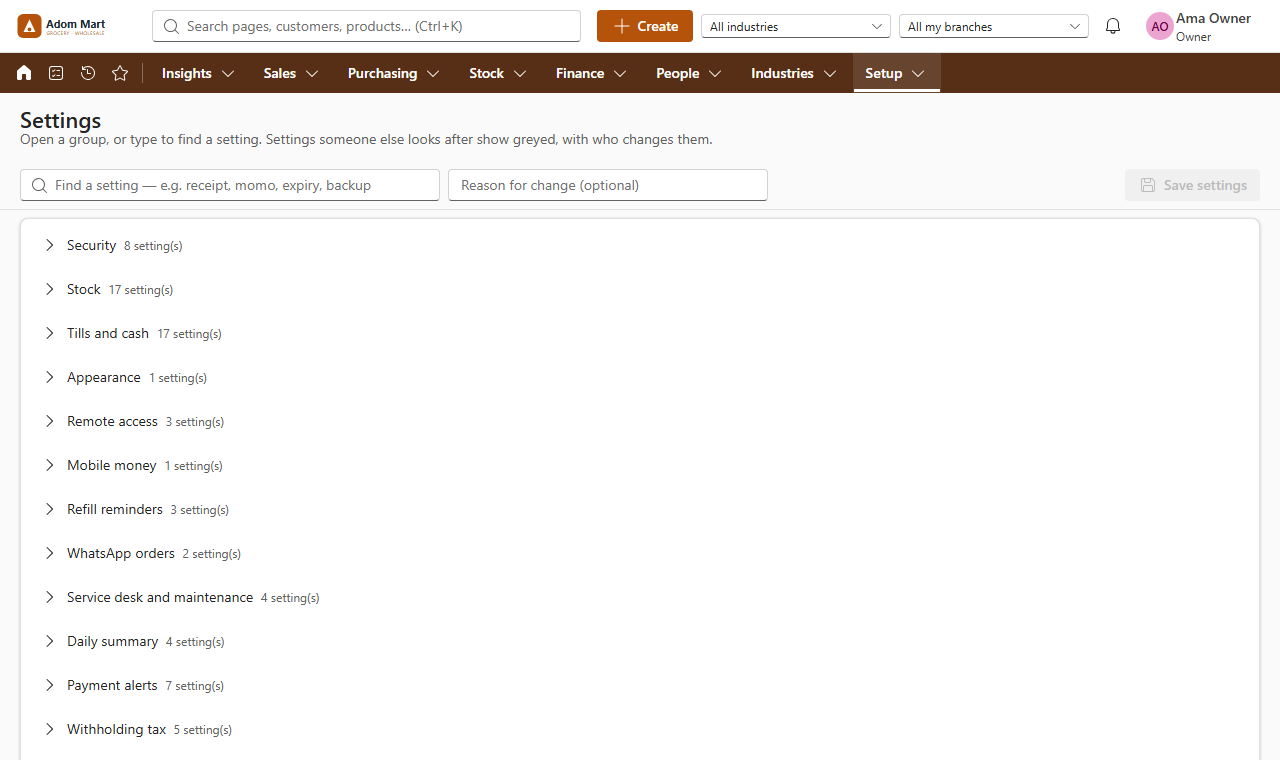 Adom Mart
GROCERY · WHOLESALE
Search pages, customers, products... (Ctrl+K)
Create
All industries
All my branches
AO
Ama Owner
Owner
Insights
Sales
Purchasing
Stock
Finance
People
Industries
Setup
Settings
Open a group, or type to find a setting. Settings someone else looks after show greyed, with who changes them.
Find a setting — e.g. receipt, momo, expiry, backup
Reason for change (optional)
Save settings
Security 8 setting(s)
Stock 17 setting(s)
Tills and cash 17 setting(s)
Appearance 1 setting(s)
Remote access 3 setting(s)
Mobile money 1 setting(s)
Refill reminders 3 setting(s)
WhatsApp orders 2 setting(s)
Service desk and maintenance 4 setting(s)
Daily summary 4 setting(s)
Payment alerts 7 setting(s)
Withholding tax 5 setting(s)